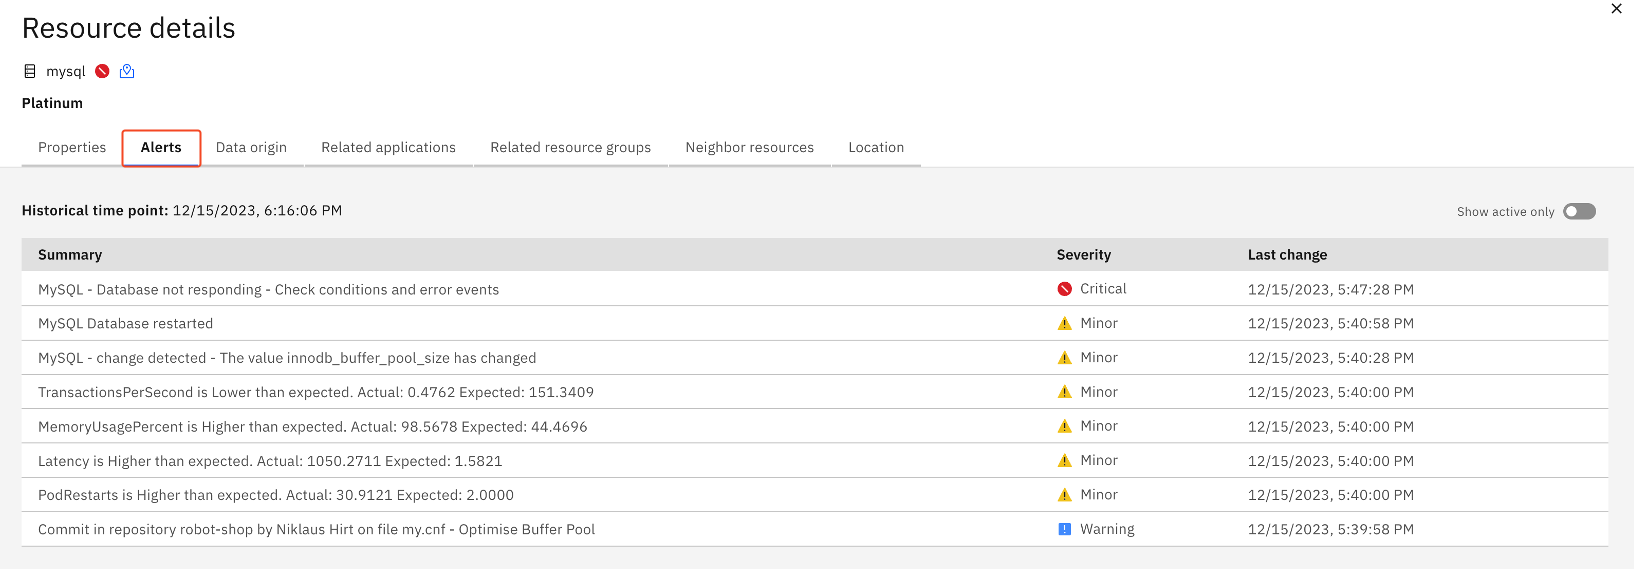 Resource details
mysql
Platinum
Properties Alerts Data origin Related applications Related resource groups Neighbor resources Location
Historical time point: 12/15/2023, 6:16:06 PM Show active only
Summary Severity Last change
MySQL - Database not responding - Check conditions and error events Critical 12/15/2023, 5:47:28 PM
MySQL Database restarted Minor 12/15/2023, 5:40:58 PM
MySQL - change detected - The value innodb_buffer_pool_size has changed Minor 12/15/2023, 5:40:28 PM
TransactionsPerSecond is Lower than expected. Actual: 0.4762 Expected: 151.3409 Minor 12/15/2023, 5:40:00 PM
MemoryUsagePercent is Higher than expected. Actual: 98.5678 Expected: 44.4696 Minor 12/15/2023, 5:40:00 PM
Latency is Higher than expected. Actual: 1050.2711 Expected: 1.5821 Minor 12/15/2023, 5:40:00 PM
PodRestarts is Higher than expected. Actual: 30.9121 Expected: 2.0000 Minor 12/15/2023, 5:40:00 PM
Commit in repository robot-shop by Niklaus Hirt on file my.cnf - Optimise Buffer Pool Warning 12/15/2023, 5:39:58 PM